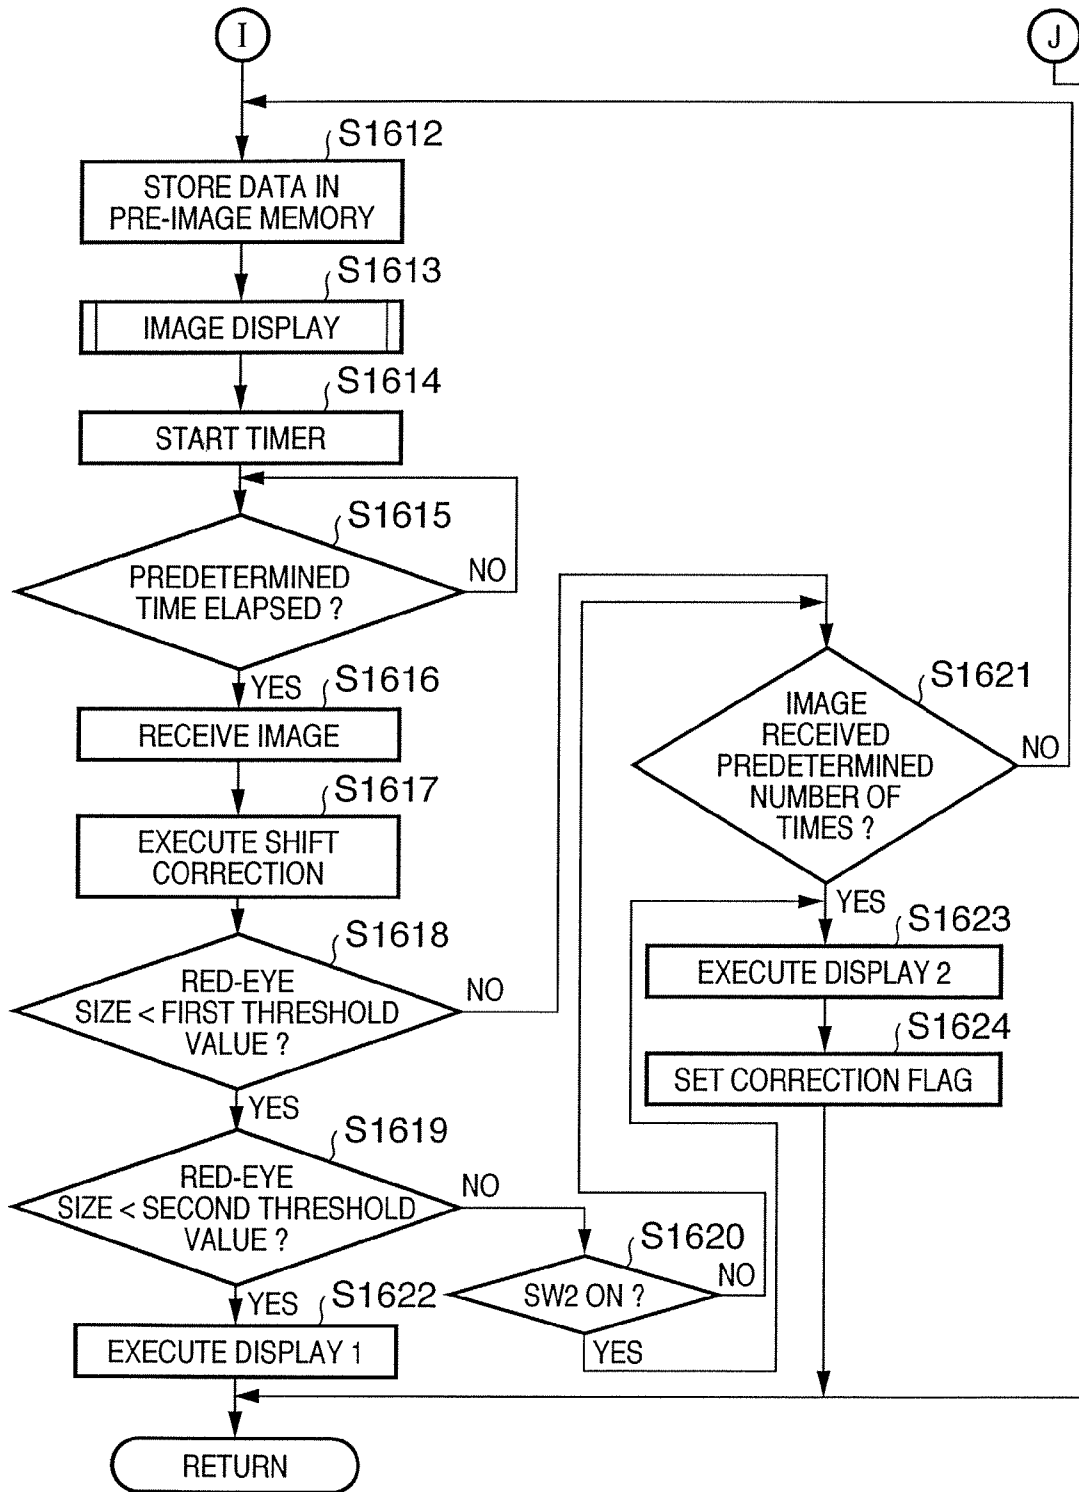 I
J
S1612
STORE DATA IN
PRE-IMAGE MEMORY
S1613
IMAGE DISPLAY
S1614
START TIMER
S1615
PREDETERMINED
TIME ELAPSED ?
NO
YES
S1616
RECEIVE IMAGE
S1617
EXECUTE SHIFT
CORRECTION
S1618
RED-EYE
SIZE < FIRST THRESHOLD
VALUE ?
NO
YES
S1619
RED-EYE
SIZE < SECOND THRESHOLD
VALUE ?
NO
YES
S1620
SW2 ON ?
NO
YES
S1621
IMAGE
RECEIVED
PREDETERMINED
NUMBER OF
TIMES ?
NO
YES
S1623
EXECUTE DISPLAY 2
S1624
SET CORRECTION FLAG
S1622
EXECUTE DISPLAY 1
RETURN